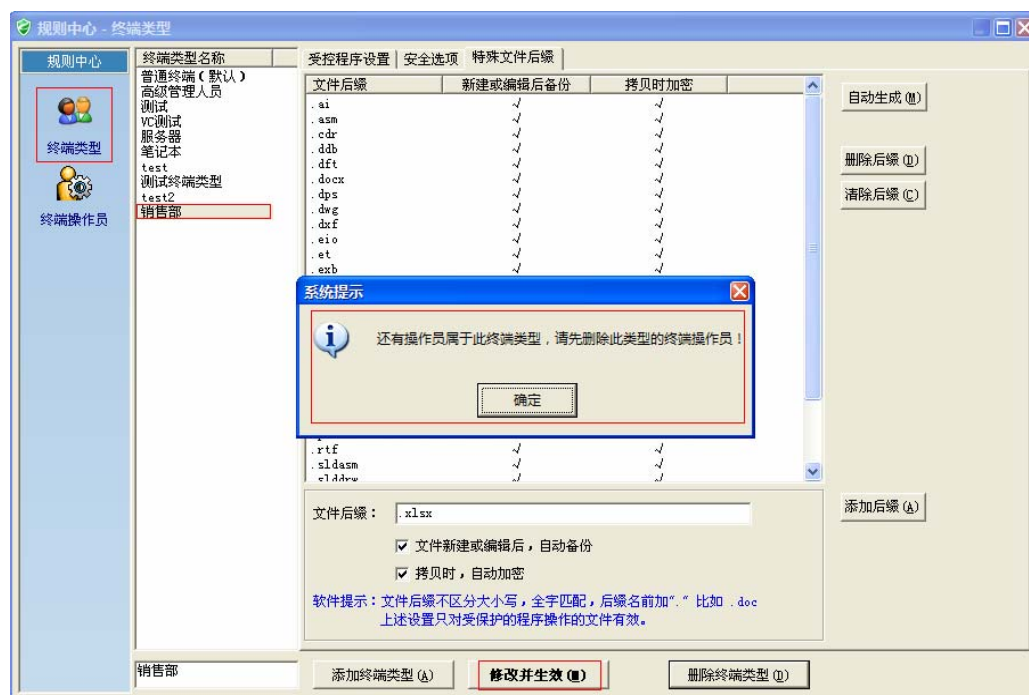 规则中心 - 终端类型
规则中心
终端类型
终端操作员
终端类型名称
普通终端(默认)
高级管理人员
测试
VC测试
服务器
笔记本
test
测试终端类型
test2
销售部
受控程序设置 安全选项 特殊文件后缀
文件后缀 新建或编辑后备份 拷贝时加密
.ai √ √
.asm √ √
.cdr √ √
.ddb √ √
.dft √ √
.docx √ √
.dps √ √
.dwg √ √
.dxf √ √
.eio √ √
.et √ √
.exb √ √
系统提示
还有操作员属于此终端类型，请先删除此类型的终端操作员！
确定
.rtf √ √
.sldasm √ √
.slddrw √ √
自动生成(M)
删除后缀(D)
清除后缀(C)
添加后缀(A)
文件后缀： .xlsx
文件新建或编辑后，自动备份
拷贝时，自动加密
软件提示：文件后缀不区分大小写，全字匹配，后缀名前加"." 比如 .doc
上述设置只对受保护的程序操作的文件有效。
销售部 添加终端类型(A) 修改并生效(M) 删除终端类型(D)